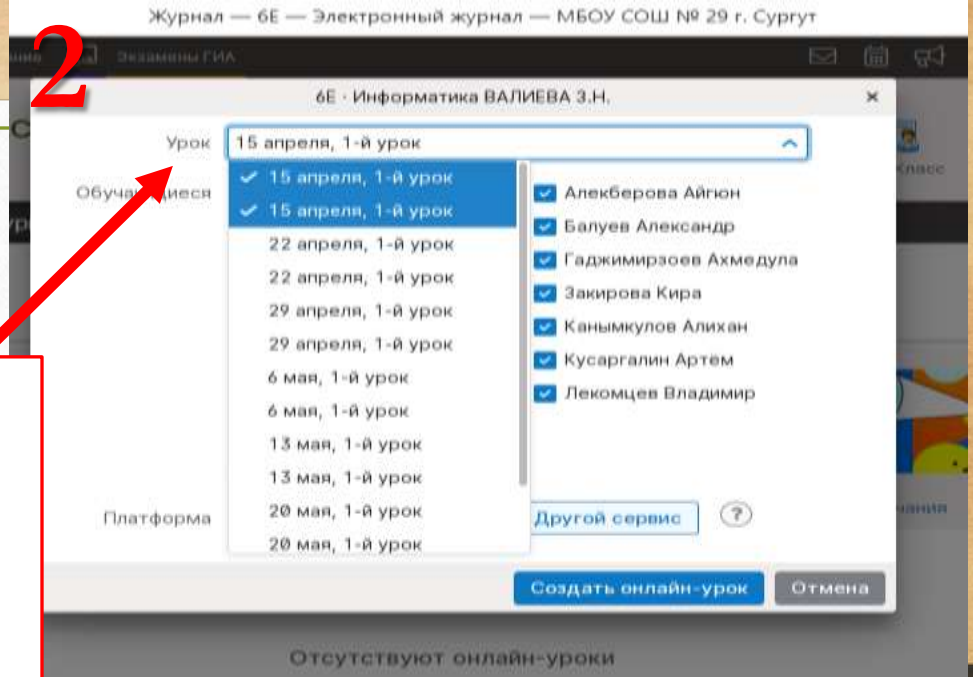 Журнал — 6Е — Электронный журнал — МБОУ СОШ № 29 г. Сургут
2
Экзамены ГИА
6Е · Информатика ВАЛИЕВА З.Н. ×
Класс
Урок 15 апреля, 1-й урок
Обучающиеся
15 апреля, 1-й урок
15 апреля, 1-й урок
22 апреля, 1-й урок
22 апреля, 1-й урок
29 апреля, 1-й урок
29 апреля, 1-й урок
6 мая, 1-й урок
6 мая, 1-й урок
13 мая, 1-й урок
13 мая, 1-й урок
20 мая, 1-й урок
20 мая, 1-й урок
Алекберова Айгюн
Балуев Александр
Гаджимирзоев Ахмедула
Закирова Кира
Канымкулов Алихан
Кусаргалин Артем
Лекомцев Владимир
Платформа
Другой сервис ?
Создать онлайн-урок Отмена
Отсутствуют онлайн-уроки